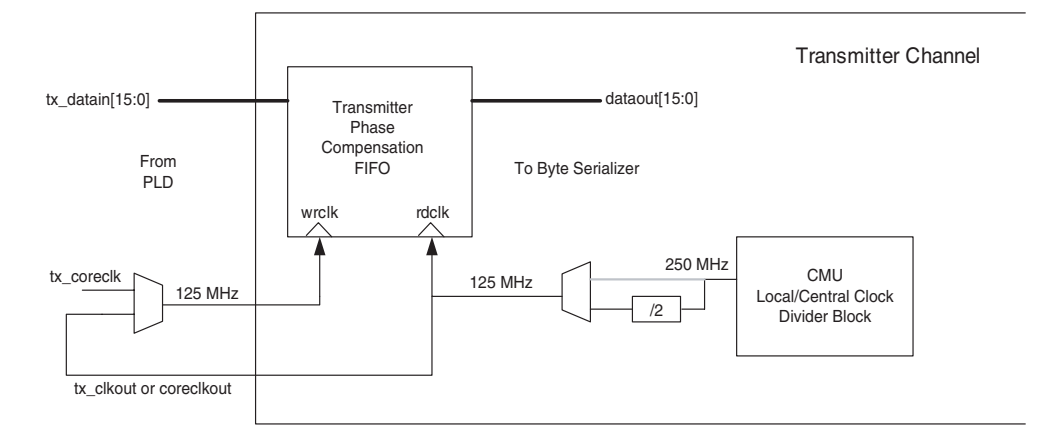 Transmitter Channel
tx_datain[15:0]
Transmitter
Phase
Compensation
FIFO
dataout[15:0]
From
PLD
To Byte Serializer
wrclk
rdclk
tx_coreclk
125 MHz
125 MHz
250 MHz
/2
CMU
Local/Central Clock
Divider Block
tx_clkout or coreclkout